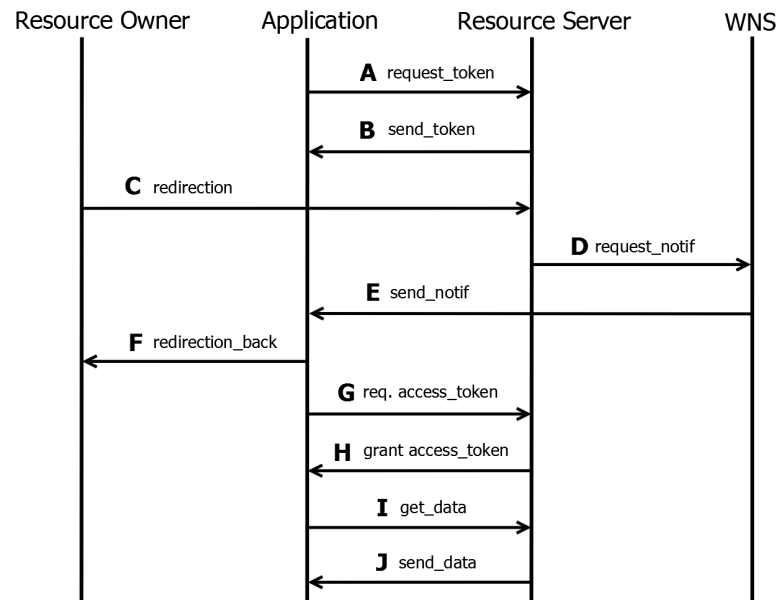 Resource Owner Application Resource Server WNS
A request_token
B send_token
C redirection
D request_notif
E send_notif
F redirection_back
G req. access_token
H grant access_token
I get_data
J send_data